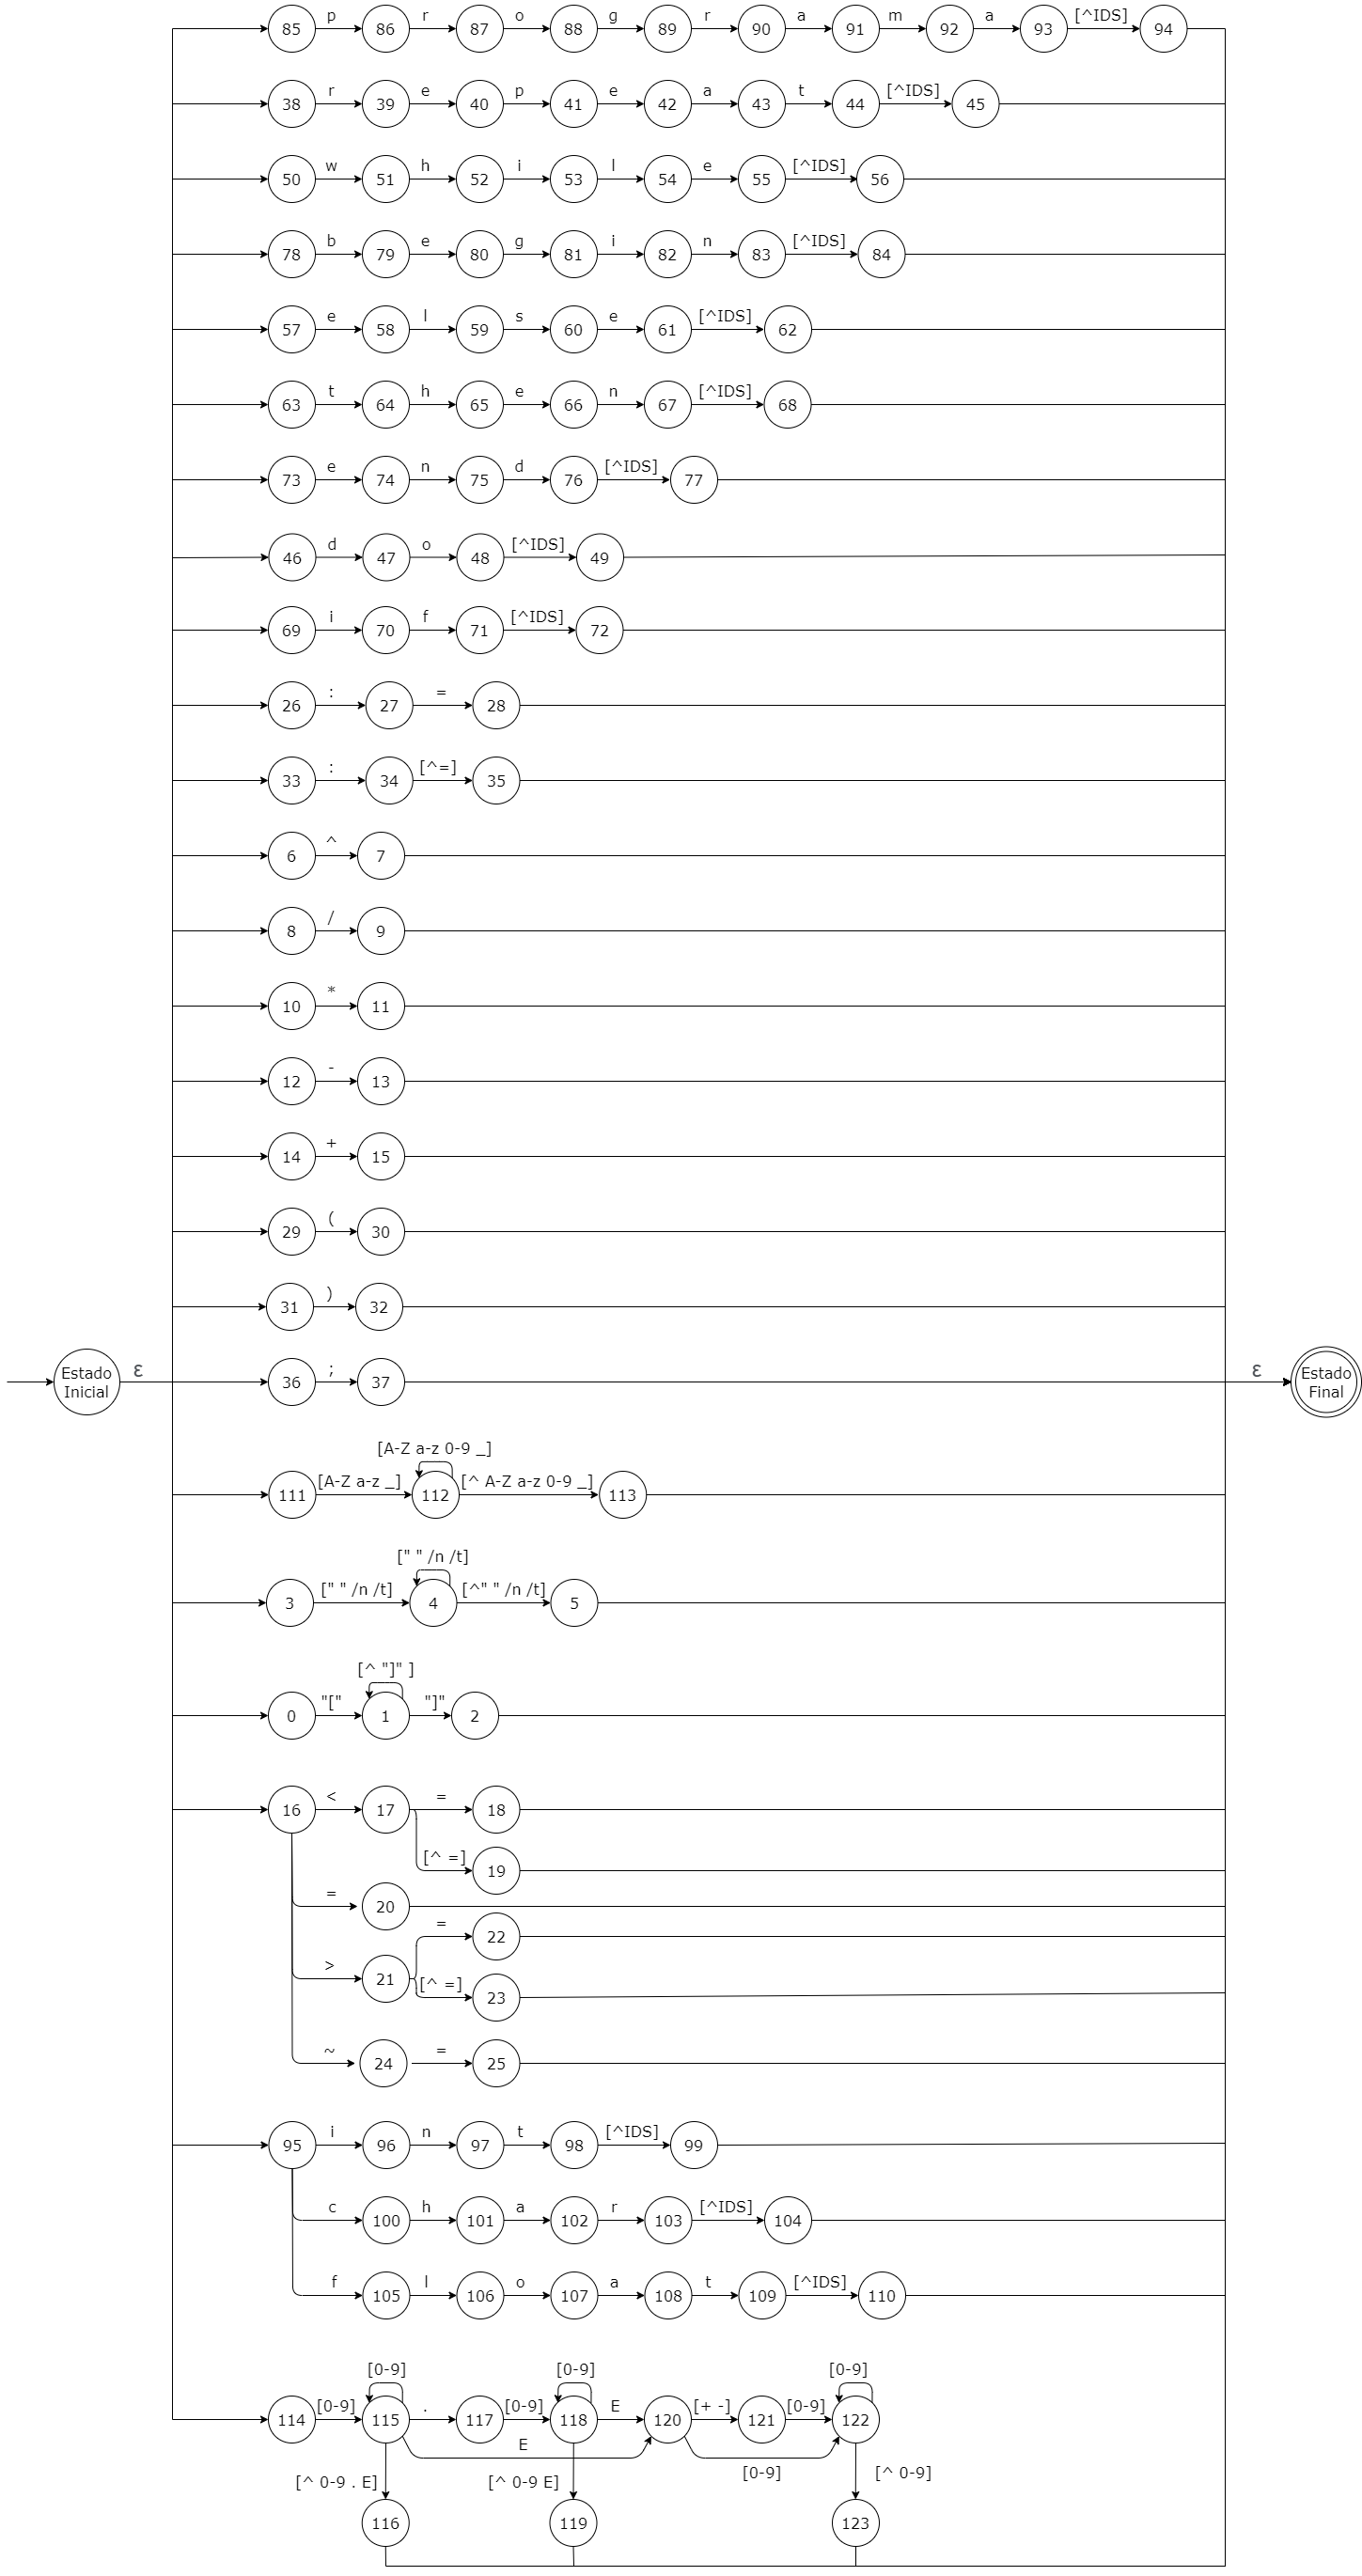 85 p 86 r 87 o 88 g 89 r 90 a 91 m 92 a 93 [^IDS] 94
38 r 39 e 40 p 41 e 42 a 43 t 44 [^IDS] 45
50 w 51 h 52 i 53 l 54 e 55 [^IDS] 56
78 b 79 e 80 g 81 i 82 n 83 [^IDS] 84
57 e 58 l 59 s 60 e 61 [^IDS] 62
63 t 64 h 65 e 66 n 67 [^IDS] 68
73 e 74 n 75 d 76 [^IDS] 77
46 d 47 o 48 [^IDS] 49
69 i 70 f 71 [^IDS] 72
26 : 27 = 28
33 : 34 [^=] 35
6 ^ 7
8 / 9
10 * 11
12 - 13
14 + 15
29 ( 30
31 ) 32
Estado
Inicial
ε
36 ; 37
ε
Estado
Final
[A-Z a-z 0-9 _]
111 [A-Z a-z _] 112 [^ A-Z a-z 0-9 _] 113
[" " /n /t]
3 [" " /n /t] 4 [^" " /n /t] 5
[^ "]" ]
0 "[" 1 "]" 2
16 < 17 = 18
[^ =] 19
= 20
= 22
> 21
[^ =] 23
~ 24 = 25
95 i 96 n 97 t 98 [^IDS] 99
c 100 h 101 a 102 r 103 [^IDS] 104
f 105 l 106 o 107 a 108 t 109 [^IDS] 110
[0-9] [0-9] [0-9]
114 [0-9] 115 . 117 [0-9] 118 E 120 [+ -] 121 [0-9] 122
E [0-9]
[^ 0-9 . E] [^ 0-9 E] [^ 0-9]
116 119 123